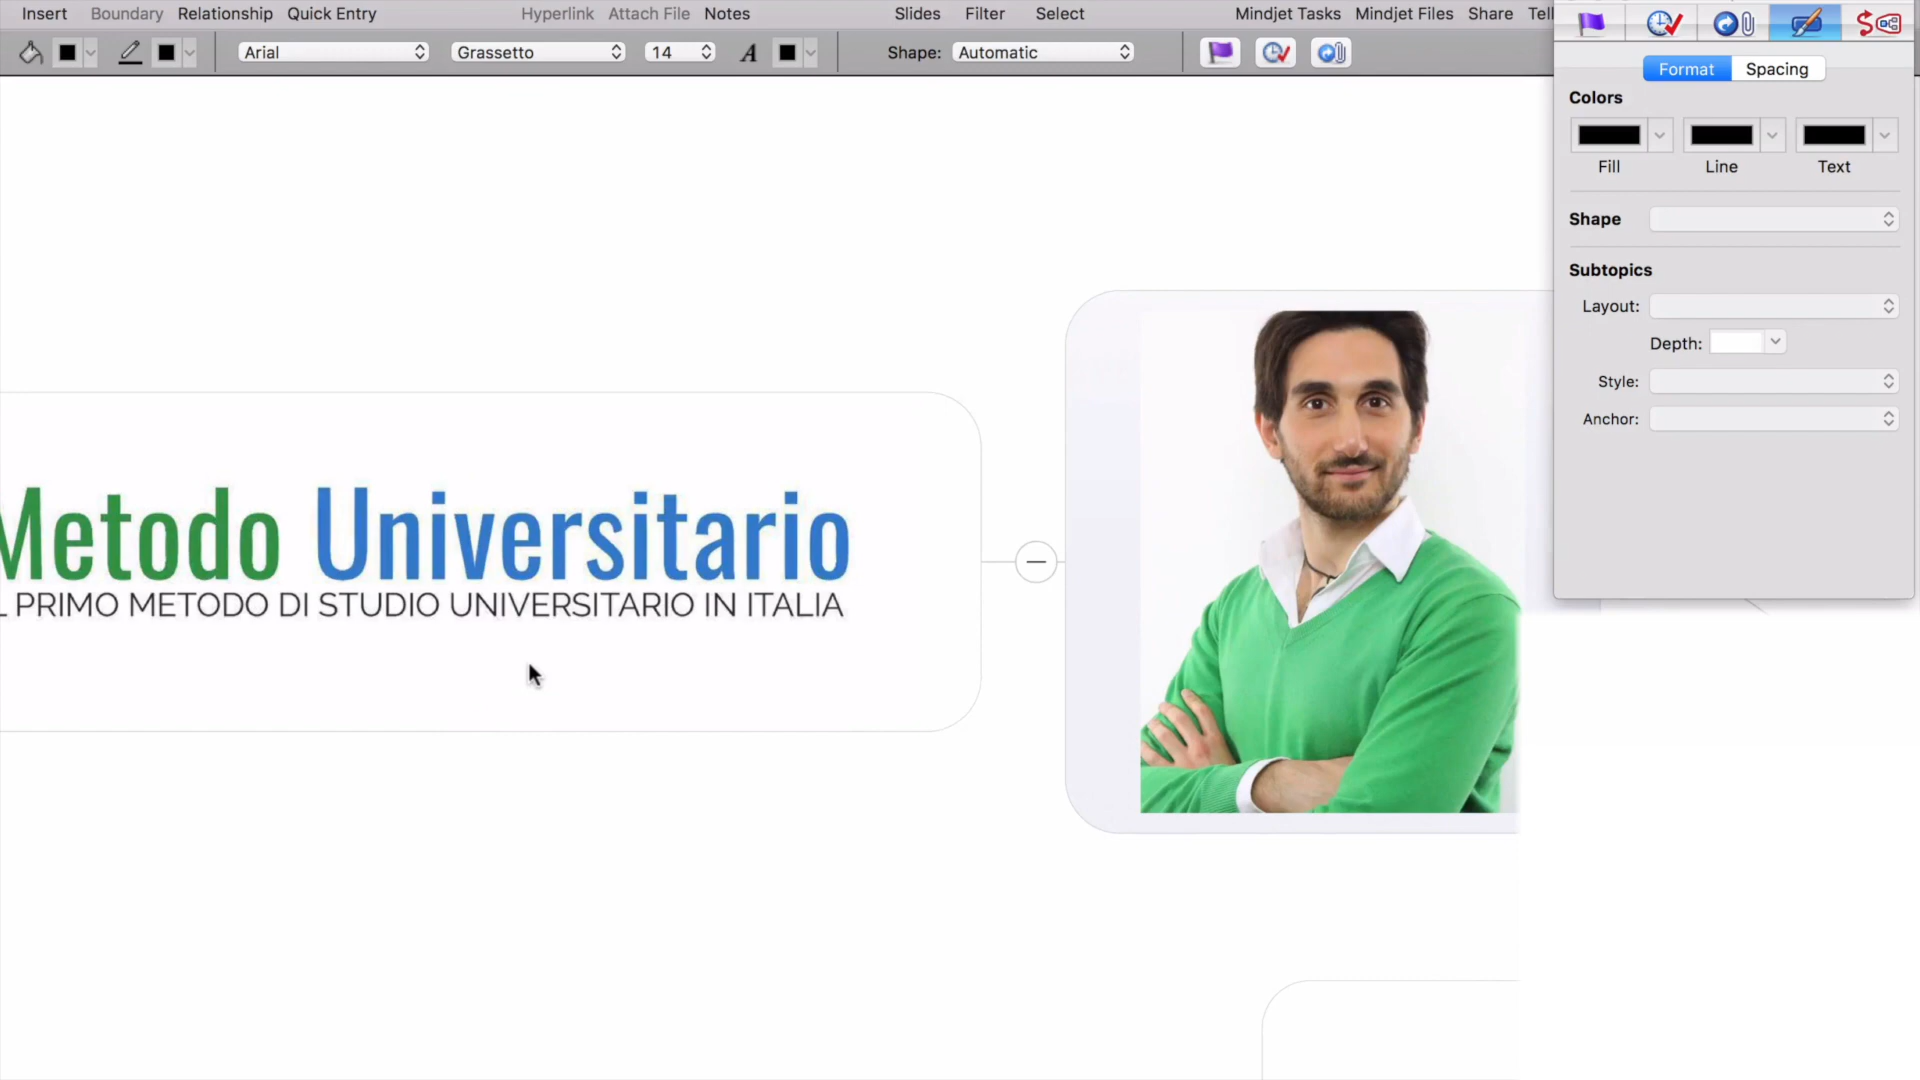 Insert Boundary Relationship Quick Entry Hyperlink Attach File Notes Slides Filter Select Mindjet Tasks Mindjet Files Share Tell
Arial Grassetto 14 A Shape: Automatic
Format Spacing
Colors
Fill Line Text
Shape
Subtopics
Layout:
Depth:
Style:
Anchor:
Metodo Universitario
L PRIMO METODO DI STUDIO UNIVERSITARIO IN ITALIA